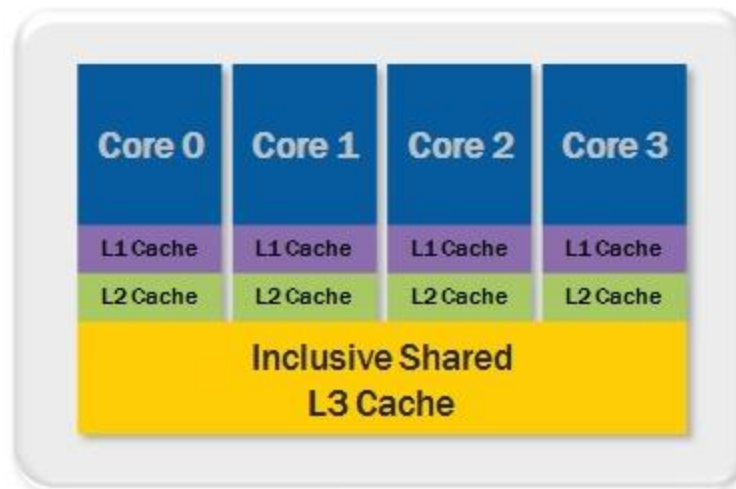 Core 0 Core 1 Core 2 Core 3
L1 Cache L1 Cache L1 Cache L1 Cache
L2 Cache L2 Cache L2 Cache L2 Cache
Inclusive Shared
L3 Cache